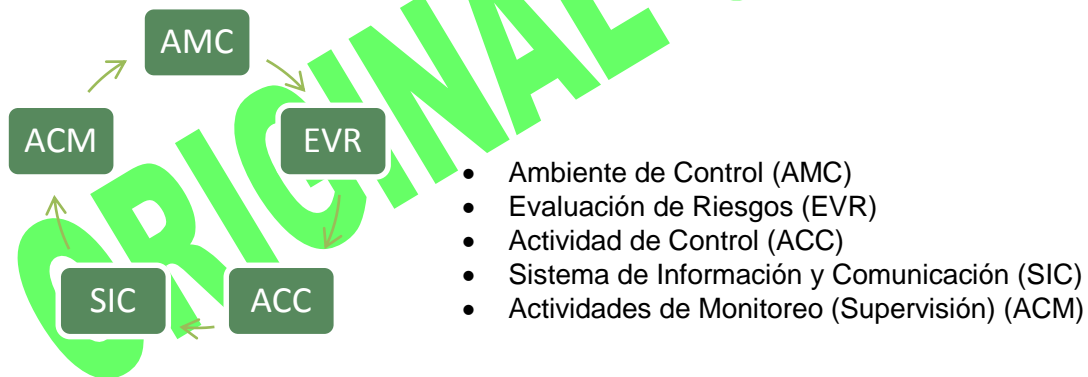 ORIGINAL
AMC
ACM
EVR
SIC
ACC
• Ambiente de Control (AMC)
• Evaluación de Riesgos (EVR)
• Actividad de Control (ACC)
• Sistema de Información y Comunicación (SIC)
• Actividades de Monitoreo (Supervisión) (ACM)